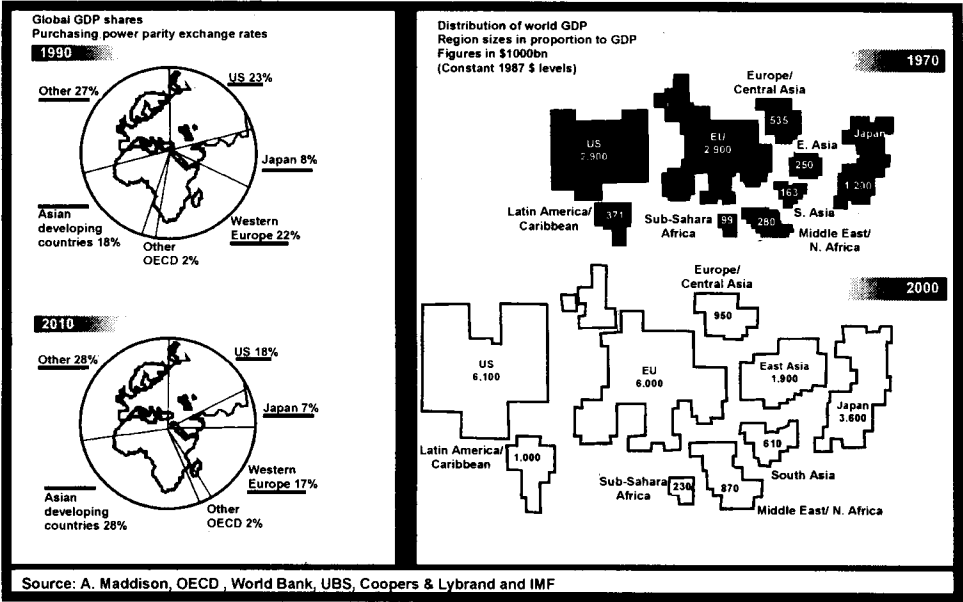 Global GDP shares
Purchasing power parity exchange rates
1990
US 23%
Other 27%
Japan 8%
Asian
developing
countries 18%
Western
Europe 22%
Other
OECD 2%
2010
US 18%
Other 28%
Japan 7%
Western
Europe 17%
Asian
developing
countries 28%
Other
OECD 2%
Distribution of world GDP
Region sizes in proportion to GDP
Figures in $1000bn
(Constant 1987 $ levels)
1970
Europe/
Central Asia
535
US
2.900
EU
2.900
Japan
1.200
E. Asia
250
163
S. Asia
Latin America/
Caribbean
371
Sub-Sahara
Africa
99
280
Middle East/
N. Africa
2000
Europe/
Central Asia
950
US
6.100
EU
6.000
East Asia
1.900
Japan
3.600
Latin America/
Caribbean
1.000
610
South Asia
Sub-Sahara
Africa
230
870
Middle East/ N. Africa
Source: A. Maddison, OECD , World Bank, UBS, Coopers & Lybrand and IMF